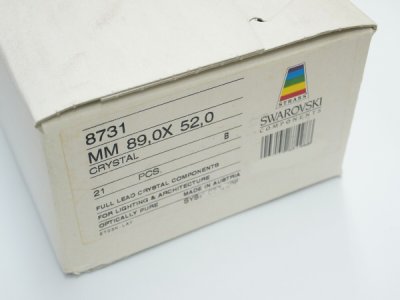 8731
MM 89,0X 52,0
CRYSTAL B
21 PCS.
FULL LEAD CRYSTAL COMPONENTS
FOR LIGHTING & ARCHITECTURE
OPTICALLY PURE
MADE IN AUSTRIA
STRASS
SWAROVSKI
COMPONENTS